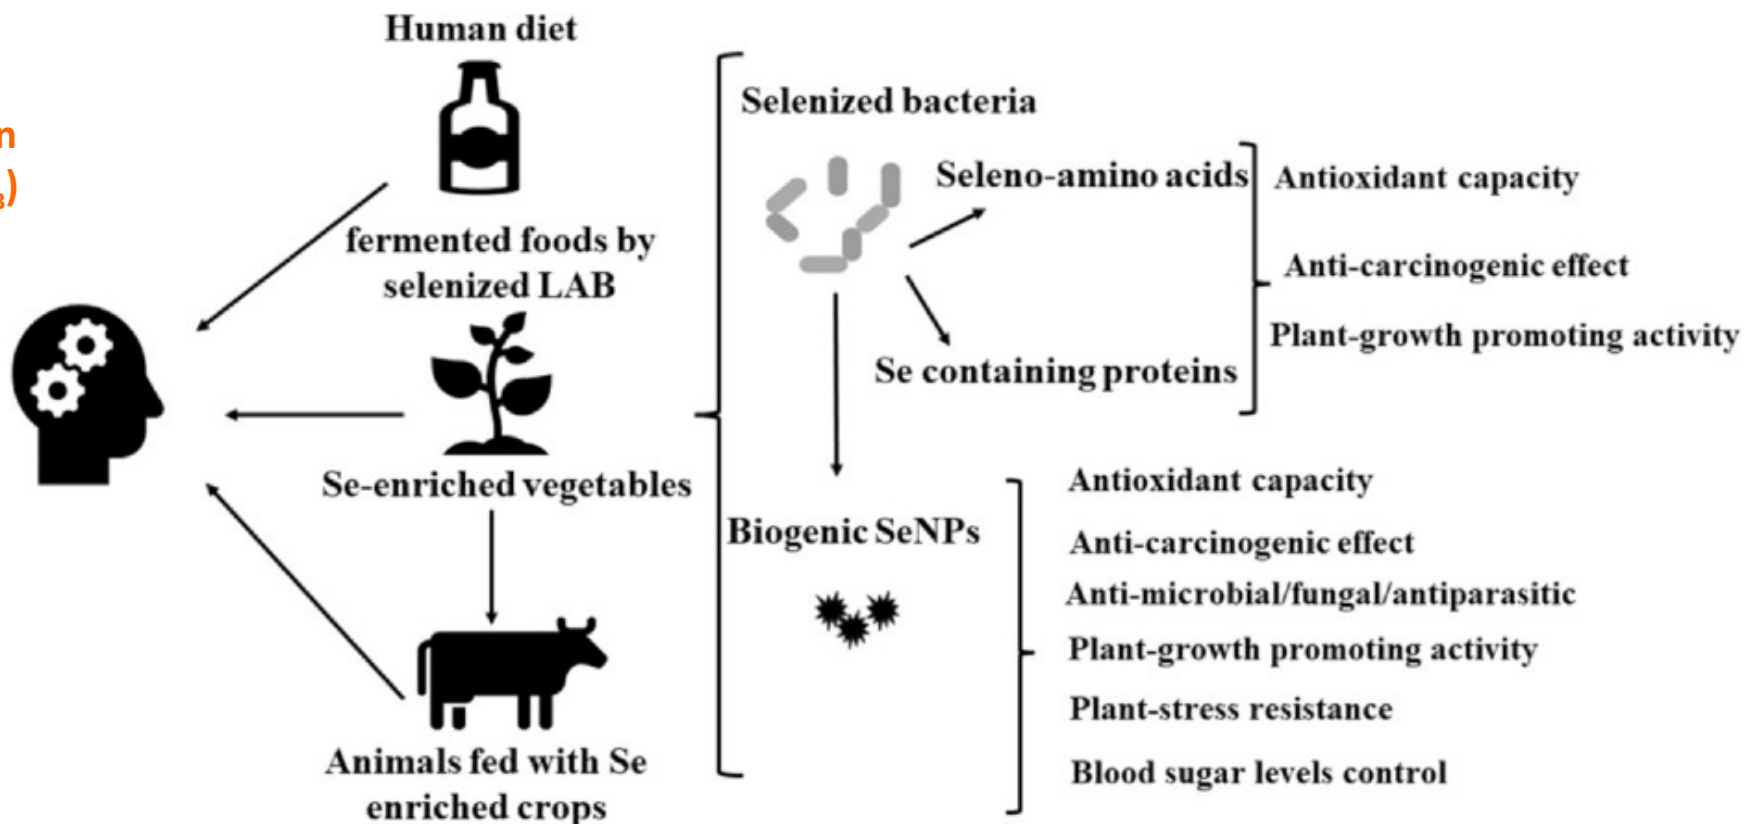 Human diet
fermented foods by
selenized LAB
Se-enriched vegetables
Animals fed with Se
enriched crops
Selenized bacteria
Seleno-amino acids
Se containing proteins
Antioxidant capacity
Anti-carcinogenic effect
Plant-growth promoting activity
Biogenic SeNPs
Antioxidant capacity
Anti-carcinogenic effect
Anti-microbial/fungal/antiparasitic
Plant-growth promoting activity
Plant-stress resistance
Blood sugar levels control